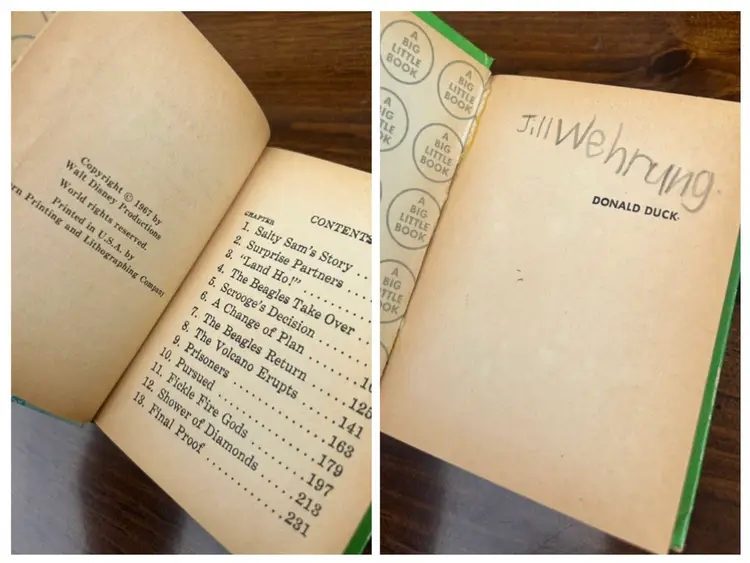 Copyright © 1967 by
Walt Disney Productions
World rights reserved.
Printed in U.S.A. by
Printing and Lithographing Company
CHAPTER CONTENTS
1. Salty Sam's Story . . .
2. Surprise Partners . . . .
3. "Land Ho!" . . . . . . . . .
4. The Beagles Take Over
5. Scrooge's Decision . . . . .
6. A Change of Plan . . . . .
7. The Beagles Return . . . .
8. The Volcano Erupts . . . . 125
9. Prisoners . . . . . . . . . . . . 141
10. Pursued . . . . . . . . . . . . 163
11. Fickle Fire Gods . . . . . . . 179
12. Shower of Diamonds . . . . 197
13. Final Proof . . . . . . . . . . . 213
231
A
BIG
LITTLE
BOOK
A
BIG
LITTLE
BOOK
A
BIG
LITTLE
BOOK
A
BIG
LITTLE
BOOK
A
BIG
LITTLE
BOOK
Jill Wehrung
DONALD DUCK